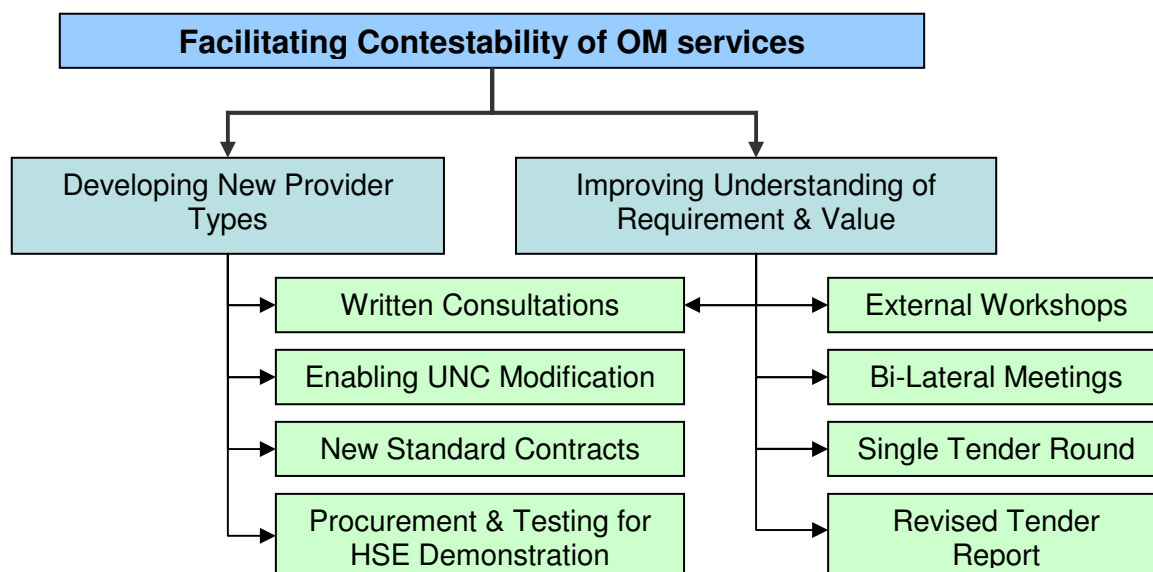 Facilitating Contestability of OM services
Developing New Provider
Types
Improving Understanding of
Requirement & Value
Written Consultations
External Workshops
Enabling UNC Modification
Bi-Lateral Meetings
New Standard Contracts
Single Tender Round
Procurement & Testing for
HSE Demonstration
Revised Tender
Report